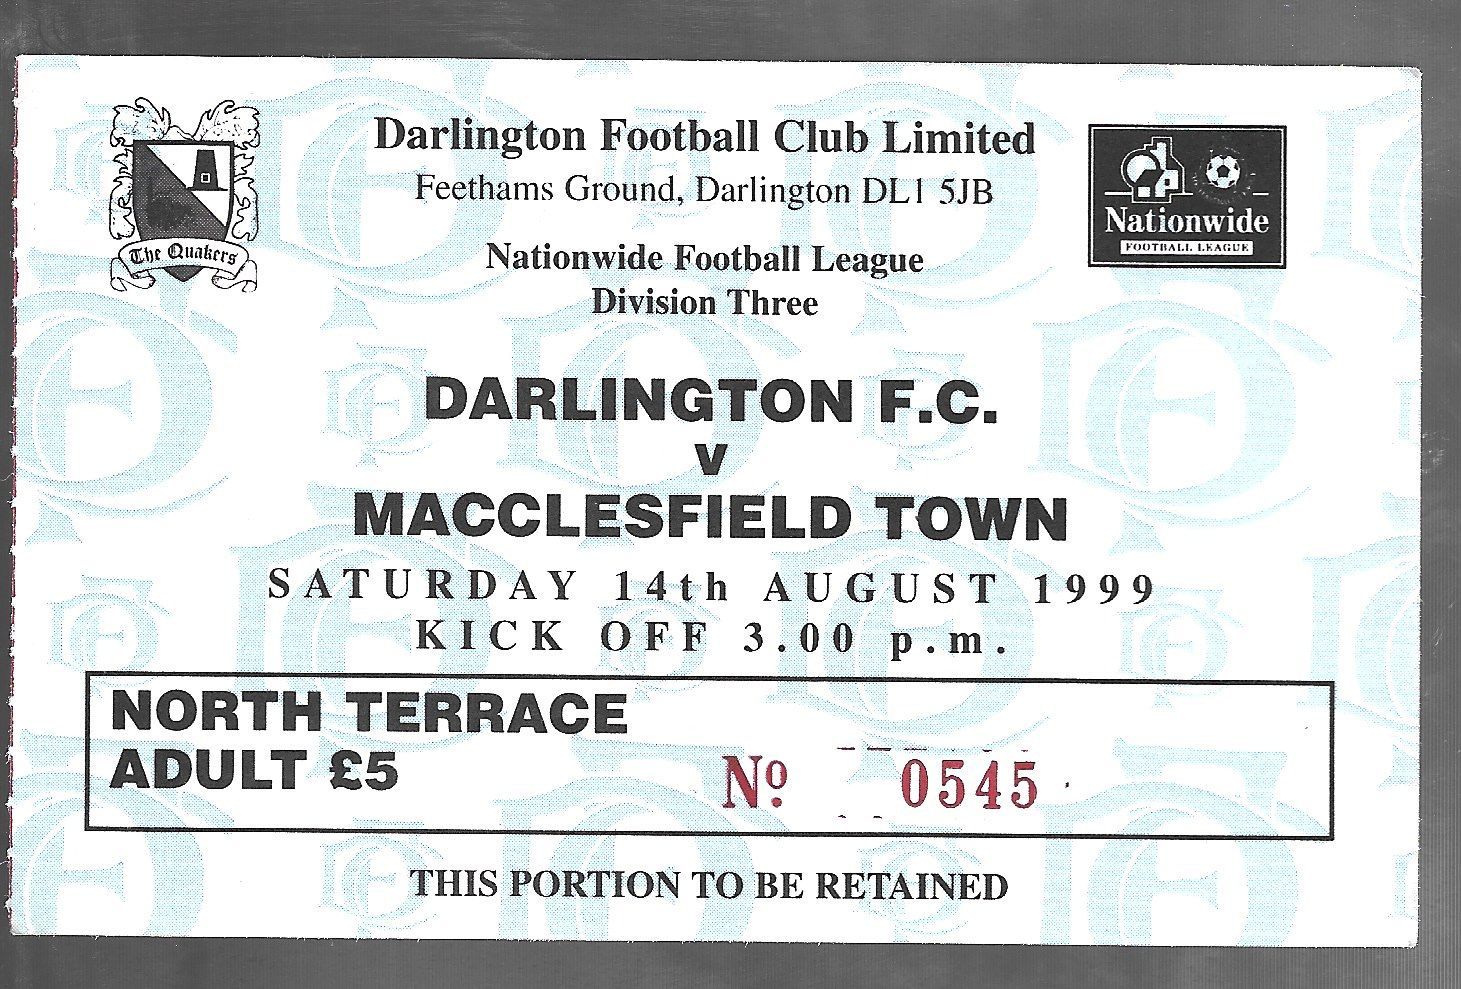 Darlington Football Club Limited
Feethams Ground, Darlington DL1 5JB
The Quakers
Nationwide
FOOTBALL LEAGUE
Nationwide Football League
Division Three
DARLINGTON F.C.
v
MACCLESFIELD TOWN
SATURDAY 14th AUGUST 1999
KICK OFF 3.00 p.m.
NORTH TERRACE
ADULT £5
Nº. 0545
THIS PORTION TO BE RETAINED